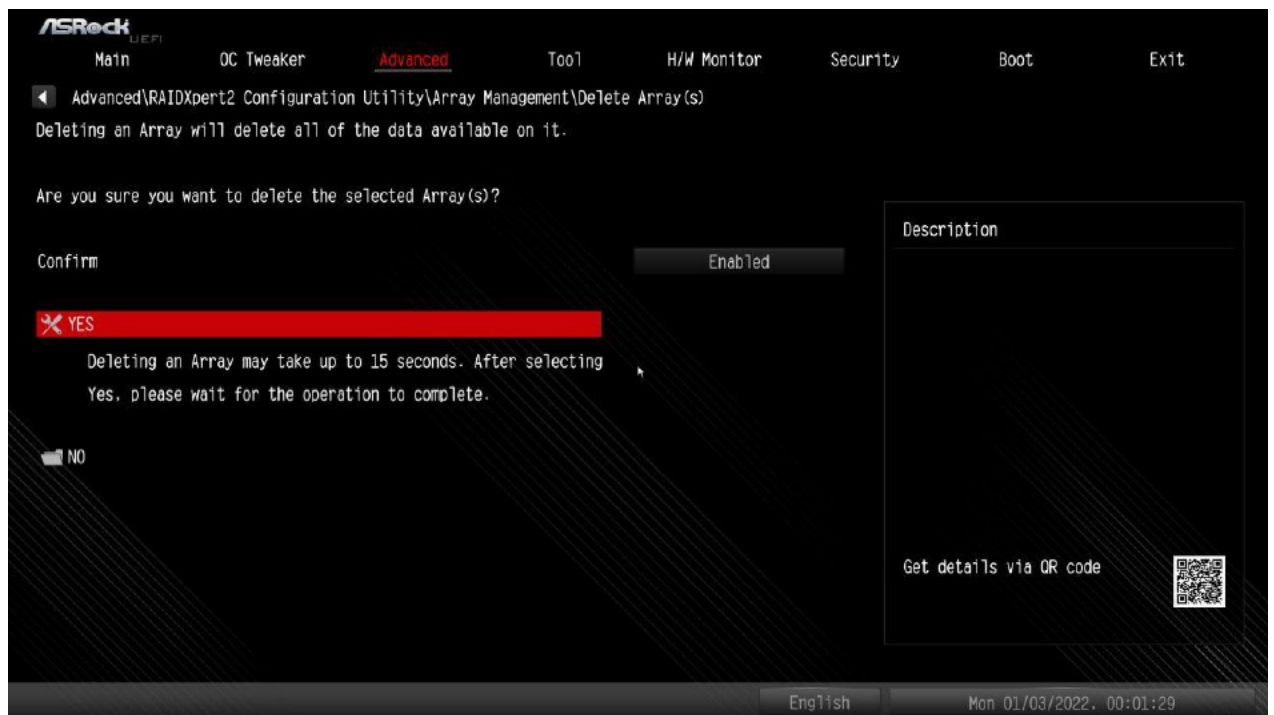 ASRock
UEFI
Main OC Tweaker Advanced Tool H/W Monitor Security Boot Exit
Advanced\RAIDXpert2 Configuration Utility\Array Management\Delete Array(s)
Deleting an Array will delete all of the data available on it.
Are you sure you want to delete the selected Array(s)?
Description
Confirm Enabled
YES
Deleting an Array may take up to 15 seconds. After selecting
Yes, please wait for the operation to complete.
NO
Get details via QR code
English Mon 01/03/2022, 00:01:29